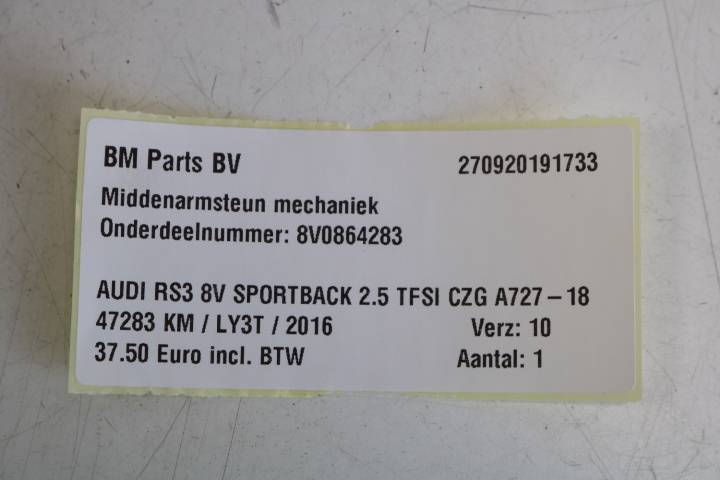 BM Parts BV 270920191733
Middenarmsteun mechaniek
Onderdeelnummer: 8V0864283
AUDI RS3 8V SPORTBACK 2.5 TFSI CZG A727 – 18
47283 KM / LY3T / 2016 Verz: 10
37.50 Euro incl. BTW Aantal: 1